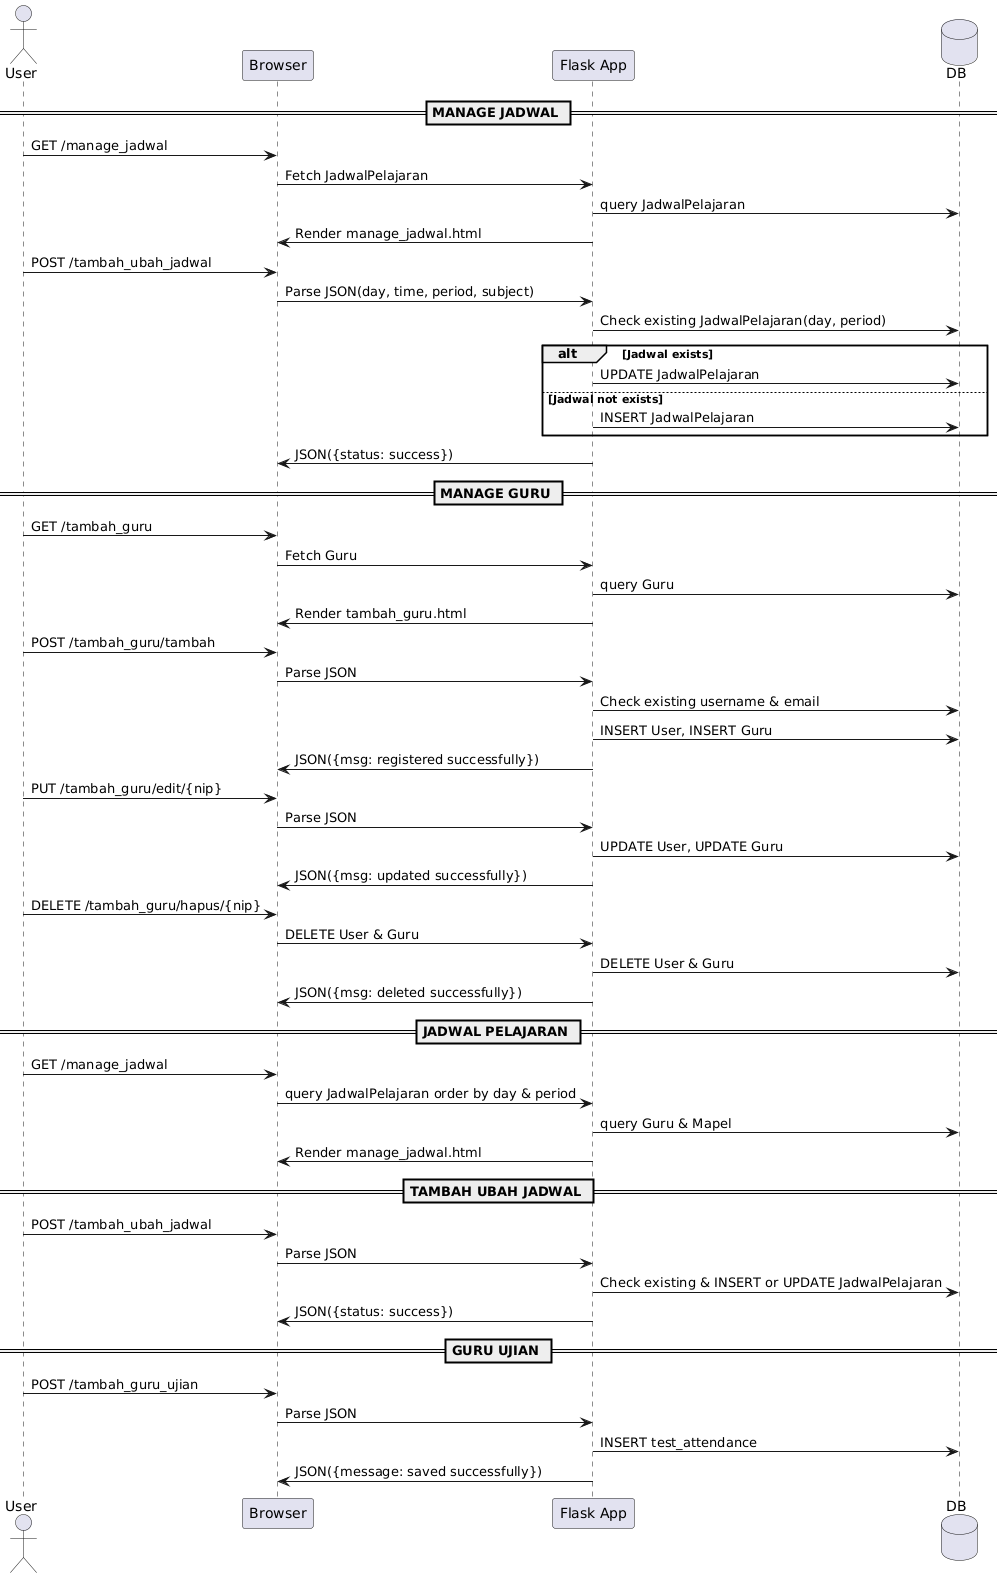 User
Browser
Flask App
DB
MANAGE JADWAL
GET /manage_jadwal
Fetch JadwalPelajaran
query JadwalPelajaran
Render manage_jadwal.html
POST /tambah_ubah_jadwal
Parse JSON(day, time, period, subject)
Check existing JadwalPelajaran(day, period)
alt [Jadwal exists]
UPDATE JadwalPelajaran
[Jadwal not exists]
INSERT JadwalPelajaran
JSON({status: success})
MANAGE GURU
GET /tambah_guru
Fetch Guru
query Guru
Render tambah_guru.html
POST /tambah_guru/tambah
Parse JSON
Check existing username & email
INSERT User, INSERT Guru
JSON({msg: registered successfully})
PUT /tambah_guru/edit/{nip}
Parse JSON
UPDATE User, UPDATE Guru
JSON({msg: updated successfully})
DELETE /tambah_guru/hapus/{nip}
DELETE User & Guru
DELETE User & Guru
JSON({msg: deleted successfully})
JADWAL PELAJARAN
GET /manage_jadwal
query JadwalPelajaran order by day & period
query Guru & Mapel
Render manage_jadwal.html
TAMBAH UBAH JADWAL
POST /tambah_ubah_jadwal
Parse JSON
Check existing & INSERT or UPDATE JadwalPelajaran
JSON({status: success})
GURU UJIAN
POST /tambah_guru_ujian
Parse JSON
INSERT test_attendance
JSON({message: saved successfully})
User
Browser
Flask App
DB